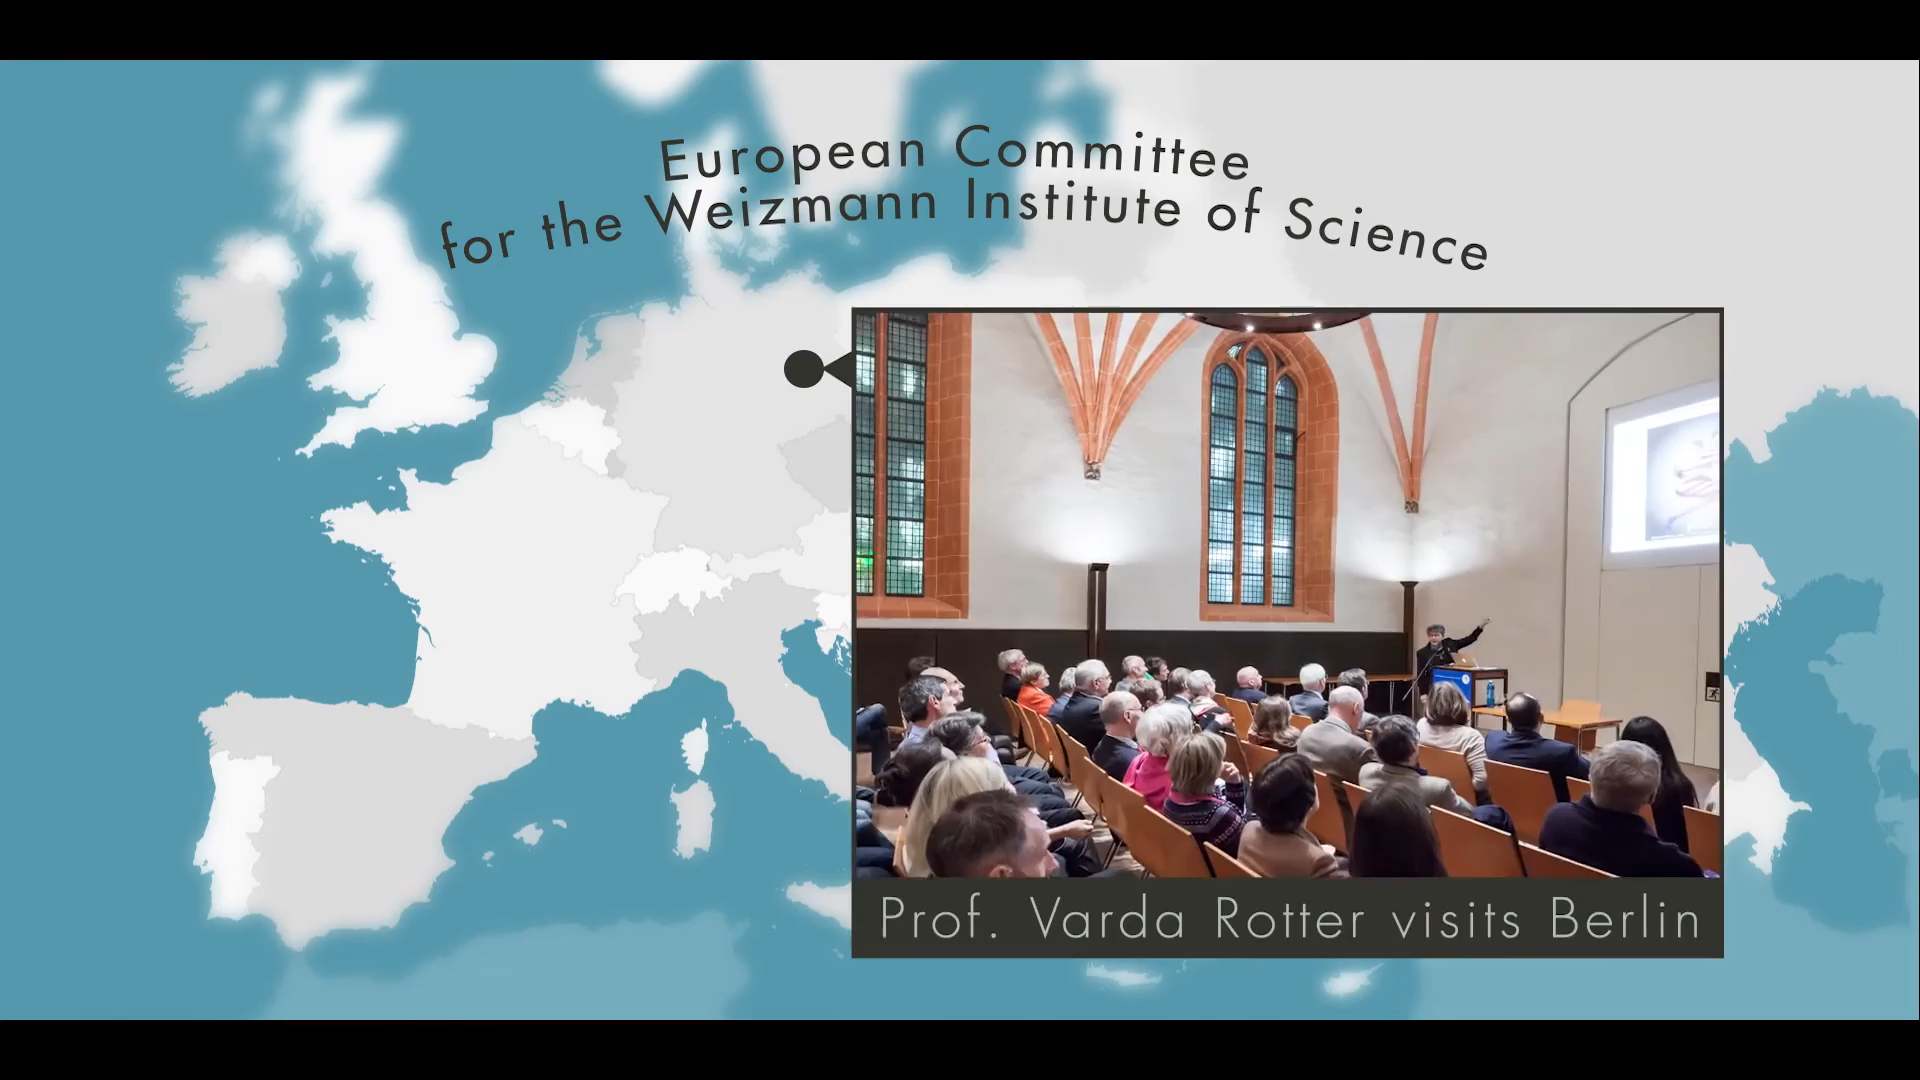 European Committee
for the Weizmann Institute of Science
Prof. Varda Rotter visits Berlin